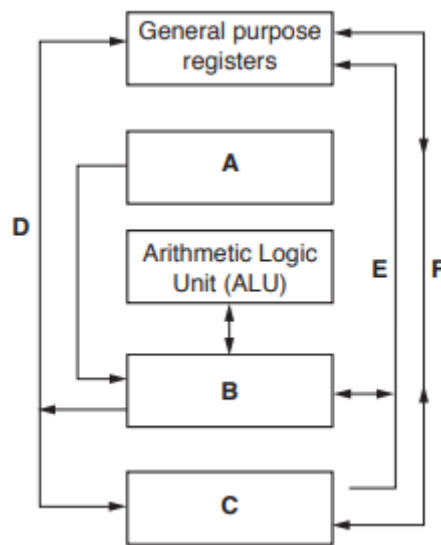 General purpose
registers
A
D
Arithmetic Logic
Unit (ALU)
E
F
B
C